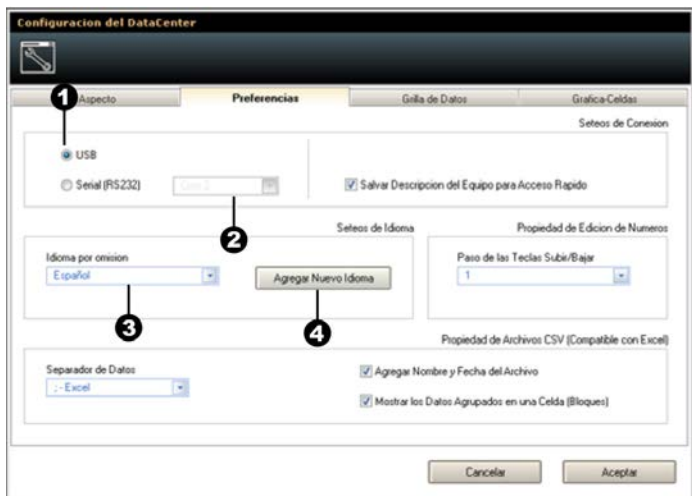 Configuracion del DataCenter
Aspecto
Preferencias
Grilla de Datos
Grafica-Celdas
1
Seteos de Conexion
USB
Serial (RS232)
Com 2
Salvar Descripcion del Equipo para Acceso Rapido
2
Seteos de Idioma
Propiedad de Edicion de Numeros
Idioma por omision
Español
Agregar Nuevo Idioma
Paso de las Teclas Subir/Bajar
1
3
4
Propiedad de Archivos CSV (Compatible con Excel)
Separador de Datos
; - Excel
Agregar Nombre y Fecha del Archivo
Mostrar los Datos Agrupados en una Celda (Bloques)
Cancelar
Aceptar